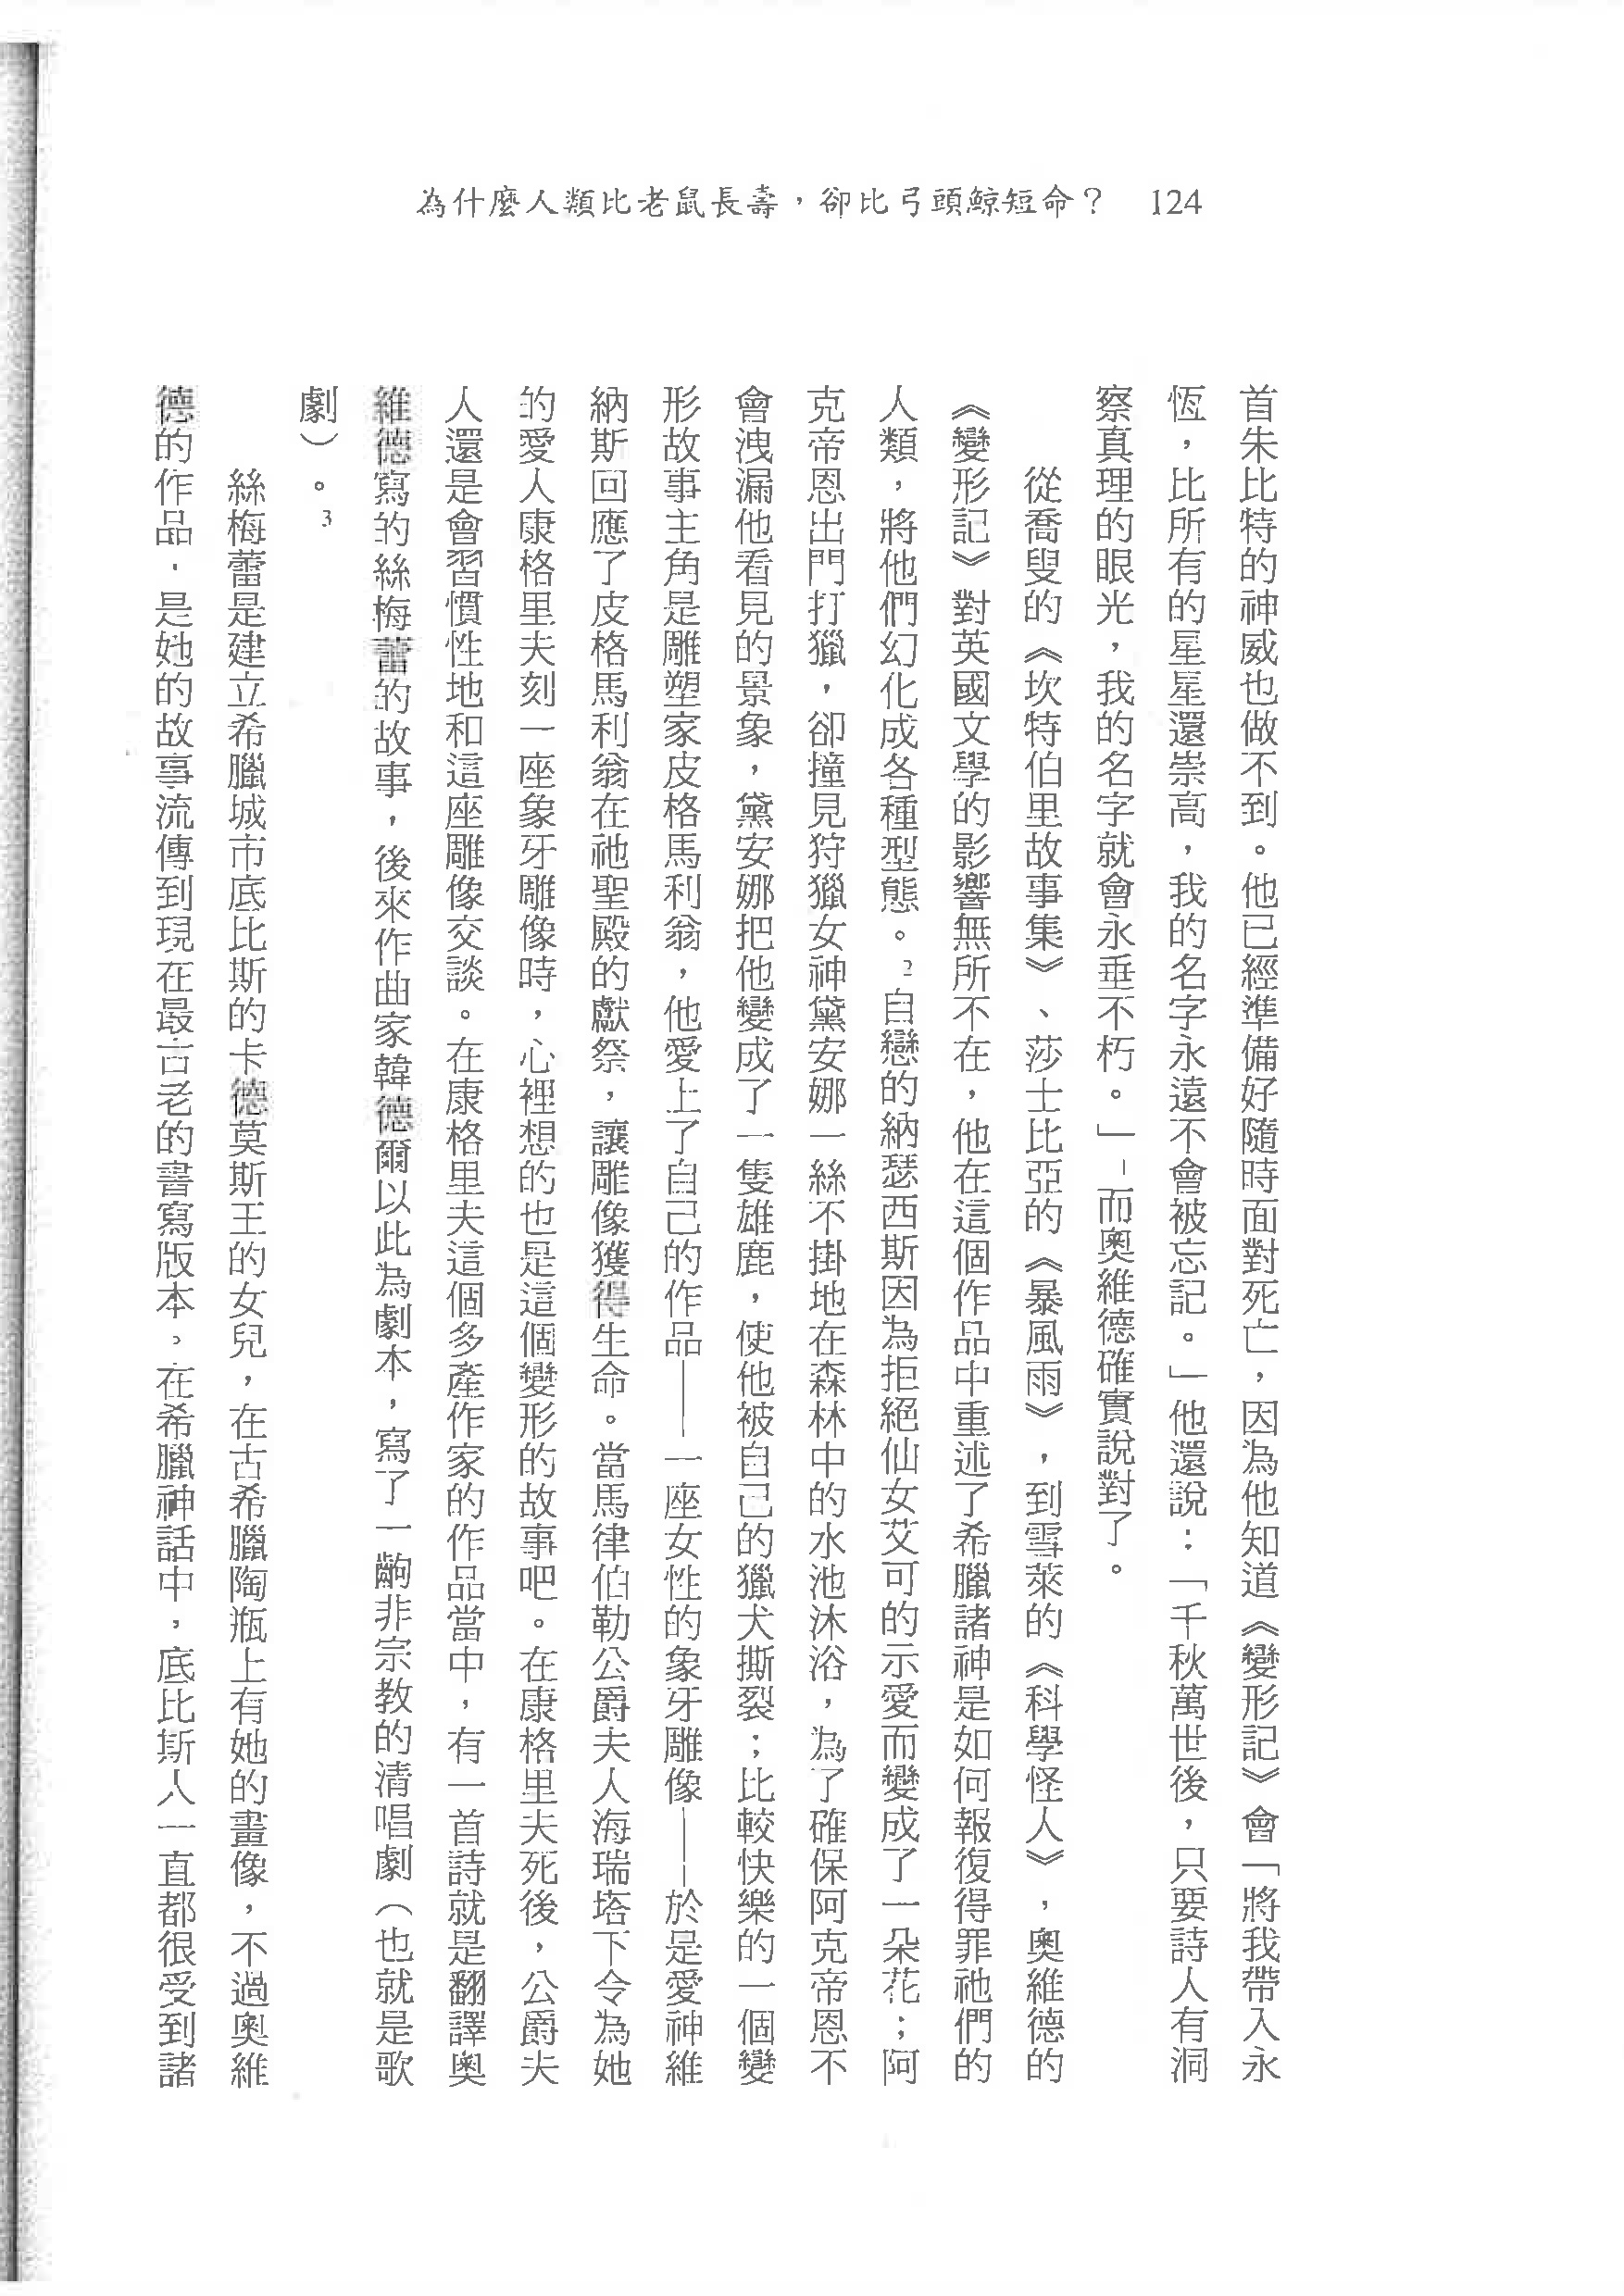 為什麼人類比老鼠長壽，卻比弓頭鯨短命？ 124
首朱比特的神威也做不到。他已經準備好隨時面對死亡，因為他知道《變形記》會「將我帶入永
恆，比所有的星星還崇高，我的名字永遠不會被忘記。」他還說：「千秋萬世後，只要詩人有洞
察真理的眼光，我的名字就會永垂不朽。」1而奧維德確實說對了。
從喬叟的《坎特伯里故事集》、莎士比亞的《暴風雨》，到雪萊的《科學怪人》，奧維德的
《變形記》對英國文學的影響無所不在，他在這個作品中重述了希臘諸神是如何報復得罪祂們的
人類，將他們幻化成各種型態。2自戀的納瑟西斯因為拒絕仙女艾可的示愛而變成了一朵花；阿
克帝恩出門打獵，卻撞見狩獵女神黛安娜一絲不掛地在森林中的水池沐浴，為了確保阿克帝恩不
會洩漏他看見的景象，黛安娜把他變成了一隻雄鹿，使他被自己的獵犬撕裂；比較快樂的一個變
形故事主角是雕塑家皮格馬利翁，他愛上了自己的作品——一座女性的象牙雕像——於是愛神維
納斯回應了皮格馬利翁在祂聖殿的獻祭，讓雕像獲得生命。當馬律伯勒公爵夫人海瑞塔下令為她
的愛人康格里夫刻一座象牙雕像時，心裡想的也是這個變形的故事吧。在康格里夫死後，公爵夫
人還是會習慣性地和這座雕像交談。在康格里夫這個多產作家的作品當中，有一首詩就是翻譯奧
維德寫的絲梅蕾的故事，後來作曲家韓德爾以此為劇本，寫了一齣非宗教的清唱劇（也就是歌
劇）。3
絲梅蕾是建立希臘城市底比斯的卡德莫斯王的女兒，在古希臘陶瓶上有她的畫像，不過奧維
德的作品，是她的故事流傳到現在最古老的書寫版本。在希臘神話中，底比斯人一直都很受到諸